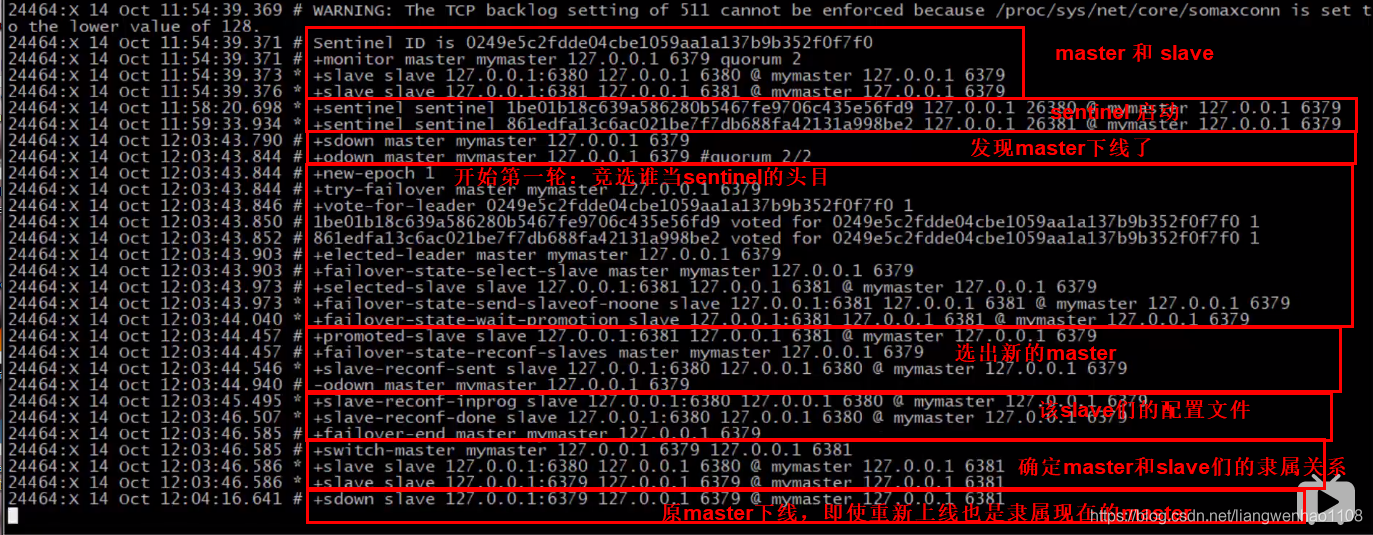 24464:X 14 Oct 11:54:39.369 # WARNING: The TCP backlog setting of 511 cannot be enforced because /proc/sys/net/core/somaxconn is set t
o the lower value of 128.
24464:X 14 Oct 11:54:39.371 # Sentinel ID is 0249e5c2fdde04cbe1059aa1a137b9b352f0f7f0
master 和 slave
24464:X 14 Oct 11:54:39.371 # +monitor master mymaster 127.0.0.1 6379 quorum 2
24464:X 14 Oct 11:54:39.373 * +slave slave 127.0.0.1:6380 127.0.0.1 6380 @ mymaster 127.0.0.1 6379
24464:X 14 Oct 11:54:39.376 * +slave slave 127.0.0.1:6381 127.0.0.1 6381 @ mymaster 127.0.0.1 6379
24464:X 14 Oct 11:58:20.698 * +sentinel sentinel 1be01b18c639a586280b5467fe9706c435e56fd9 127.0.0.1 26380 @ mymaster 127.0.0.1 6379
sentinel 启动
24464:X 14 Oct 11:59:33.934 * +sentinel sentinel 861edfa13c6ac021be7f7db688fa42131a998be2 127.0.0.1 26381 @ mymaster 127.0.0.1 6379
24464:X 14 Oct 12:03:43.790 # +sdown master mymaster 127.0.0.1 6379
发现master下线了
24464:X 14 Oct 12:03:43.844 # +odown master mymaster 127.0.0.1 6379 #quorum 2/2
24464:X 14 Oct 12:03:43.844 # +new-epoch 1
开始第一轮：竞选谁当sentinel的头目
24464:X 14 Oct 12:03:43.844 # +try-failover master mymaster 127.0.0.1 6379
24464:X 14 Oct 12:03:43.846 # +vote-for-leader 0249e5c2fdde04cbe1059aa1a137b9b352f0f7f0 1
24464:X 14 Oct 12:03:43.850 # 1be01b18c639a586280b5467fe9706c435e56fd9 voted for 0249e5c2fdde04cbe1059aa1a137b9b352f0f7f0 1
24464:X 14 Oct 12:03:43.852 # 861edfa13c6ac021be7f7db688fa42131a998be2 voted for 0249e5c2fdde04cbe1059aa1a137b9b352f0f7f0 1
24464:X 14 Oct 12:03:43.903 # +elected-leader master mymaster 127.0.0.1 6379
24464:X 14 Oct 12:03:43.903 # +failover-state-select-slave master mymaster 127.0.0.1 6379
24464:X 14 Oct 12:03:43.973 # +selected-slave slave 127.0.0.1:6381 127.0.0.1 6381 @ mymaster 127.0.0.1 6379
24464:X 14 Oct 12:03:43.973 * +failover-state-send-slaveof-noone slave 127.0.0.1:6381 127.0.0.1 6381 @ mymaster 127.0.0.1 6379
24464:X 14 Oct 12:03:44.040 * +failover-state-wait-promotion slave 127.0.0.1:6381 127.0.0.1 6381 @ mymaster 127.0.0.1 6379
24464:X 14 Oct 12:03:44.457 # +promoted-slave slave 127.0.0.1:6381 127.0.0.1 6381 @ mymaster 127.0.0.1 6379
24464:X 14 Oct 12:03:44.457 # +failover-state-reconf-slaves master mymaster 127.0.0.1 6379
选出新的master
24464:X 14 Oct 12:03:44.546 * +slave-reconf-sent slave 127.0.0.1:6380 127.0.0.1 6380 @ mymaster 127.0.0.1 6379
24464:X 14 Oct 12:03:44.940 # -odown master mymaster 127.0.0.1 6379
24464:X 14 Oct 12:03:45.495 * +slave-reconf-inprog slave 127.0.0.1:6380 127.0.0.1 6380 @ mymaster 127.0.0.1 6379
slave们的配置文件
24464:X 14 Oct 12:03:46.507 * +slave-reconf-done slave 127.0.0.1:6380 127.0.0.1 6380 @ mymaster 127.0.0.1 6379
24464:X 14 Oct 12:03:46.585 # +failover-end master mymaster 127.0.0.1 6379
24464:X 14 Oct 12:03:46.585 # +switch-master mymaster 127.0.0.1 6379 127.0.0.1 6381
24464:X 14 Oct 12:03:46.586 * +slave slave 127.0.0.1:6380 127.0.0.1 6380 @ mymaster 127.0.0.1 6381
确定master和slave们的隶属关系
24464:X 14 Oct 12:03:46.586 * +slave slave 127.0.0.1:6379 127.0.0.1 6379 @ mymaster 127.0.0.1 6381
24464:X 14 Oct 12:04:16.641 # +sdown slave 127.0.0.1:6379 127.0.0.1 6379 @ mymaster 127.0.0.1 6381
原master下线，即使重新上线也是隶属现在的master
https://blog.csdn.net/liangwenhao1108